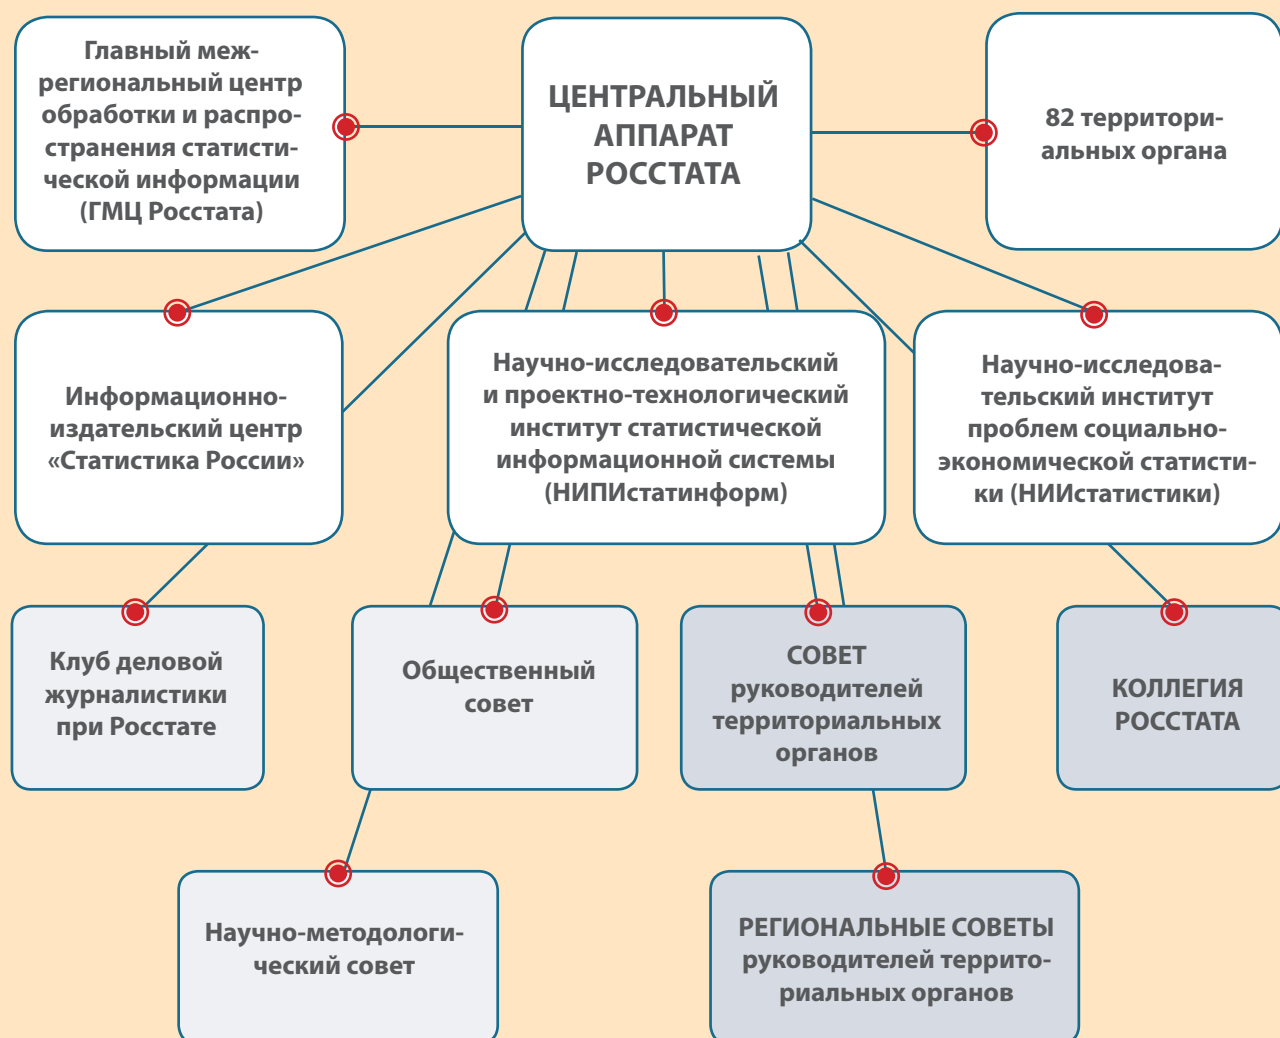 Главный меж-
региональный центр
обработки и распро-
странения статисти-
ческой информации
(ГМЦ Росстата)
ЦЕНТРАЛЬНЫЙ
АППАРАТ
РОССТАТА
82 территори-
альных органа
Информационно-
издательский центр
«Статистика России»
Научно-исследовательский
и проектно-технологический
институт статистической
информационной системы
(НИПИстатинформ)
Научно-исследова-
тельский институт
проблем социально-
экономической статисти-
ки (НИИстатистики)
Клуб деловой
журналистики
при Росстате
Общественный
совет
СОВЕТ
руководителей
территориальных
органов
КОЛЛЕГИЯ
РОССТАТА
Научно-методологи-
ческий совет
РЕГИОНАЛЬНЫЕ СОВЕТЫ
руководителей террито-
риальных органов